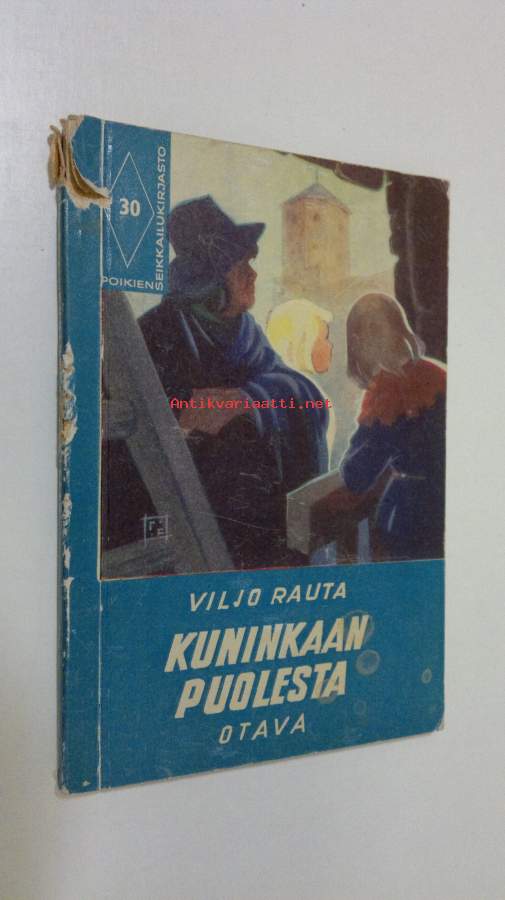 30
POIKIEN
SEIKKAILUKIRJASTO
Antikvariaatti.net
VILJO RAUTA
KUNINKAAN
PUOLESTA
OTAVA